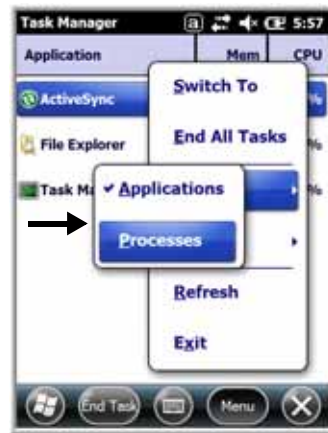 Task Manager a 5:57
Application Mem CPU
Switch To
ActiveSync %
End All Tasks
File Explorer %
Task Ma %
Applications
Processes
Refresh
Exit
End Task Menu